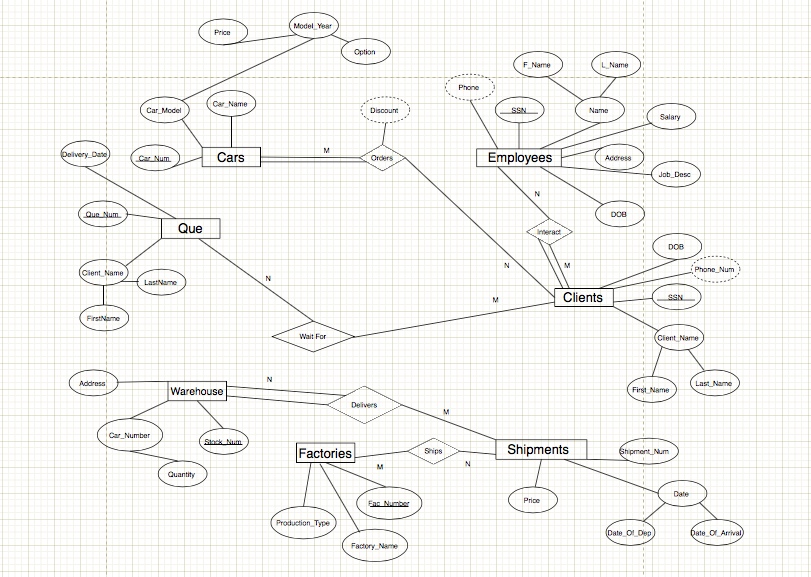 Model_Year
Price
Option
F_Name
L_Name
Phone
Car_Model
Car_Name
Discount
SSN
Name
Salary
Delivery_Date
Car_Num
Cars
M
Orders
Employees
Address
Job_Desc
N
Que_Num
Que
DOB
Interact
DOB
Client_Name
LastName
N
N
M
Phone_Num
FirstName
M
Clients
SSN
Wait For
Client_Name
Address
Warehouse
N
First_Name
Last_Name
Delivers
M
Car_Number
Stock_Num
Factories
Ships
Shipments
Shipment_Num
M
N
Quantity
Fac_Number
Price
Date
Production_Type
Factory_Name
Date_Of_Dep
Date_Of_Arrival